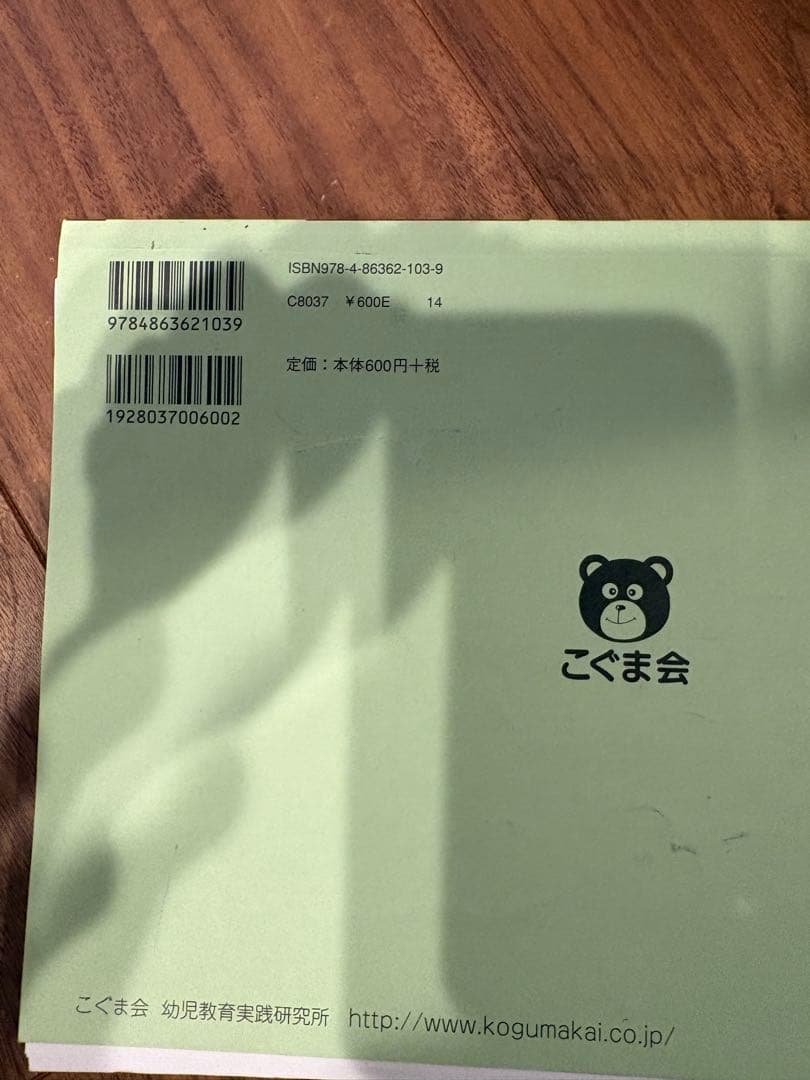 ISBN978-4-86362-103-9
C8037 ¥600E 14
9784863621039
定価：本体600円+税
1928037006002
こぐま会
こぐま会 幼児教育実践研究所 http://www.kogumakai.co.jp/